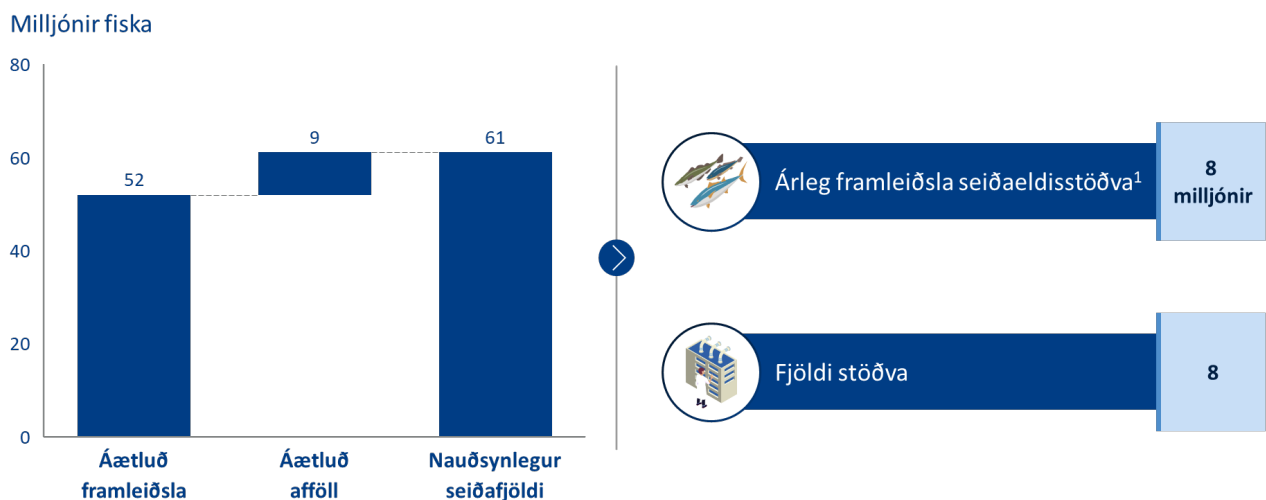 Milljónir fiska
80
60
40
20
0
52
9
61
Áætluð
framleiðsla
Áætluð
afföll
Nauðsynlegur
seiðafjöldi
Árleg framleiðsla seiðaeldisstöðva¹
8
milljónir
Fjöldi stöðva
8